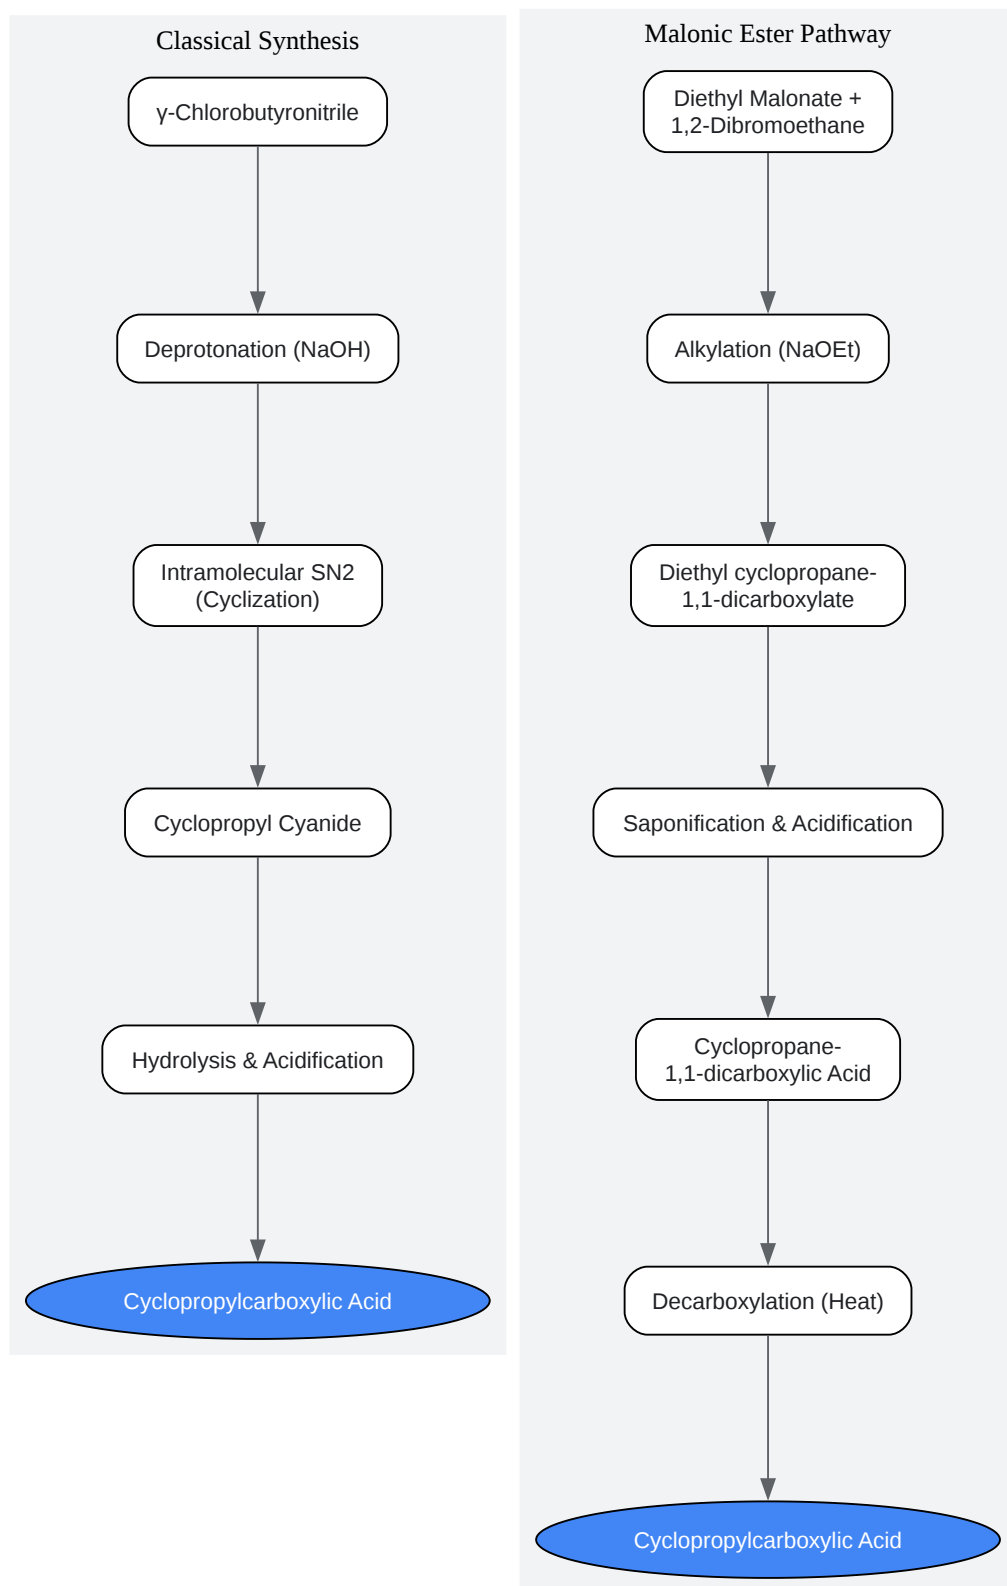 Classical Synthesis
γ-Chlorobutyronitrile
Deprotonation (NaOH)
Intramolecular SN2
(Cyclization)
Cyclopropyl Cyanide
Hydrolysis & Acidification
Cyclopropylcarboxylic Acid
Malonic Ester Pathway
Diethyl Malonate +
1,2-Dibromoethane
Alkylation (NaOEt)
Diethyl cyclopropane-
1,1-dicarboxylate
Saponification & Acidification
Cyclopropane-
1,1-dicarboxylic Acid
Decarboxylation (Heat)
Cyclopropylcarboxylic Acid